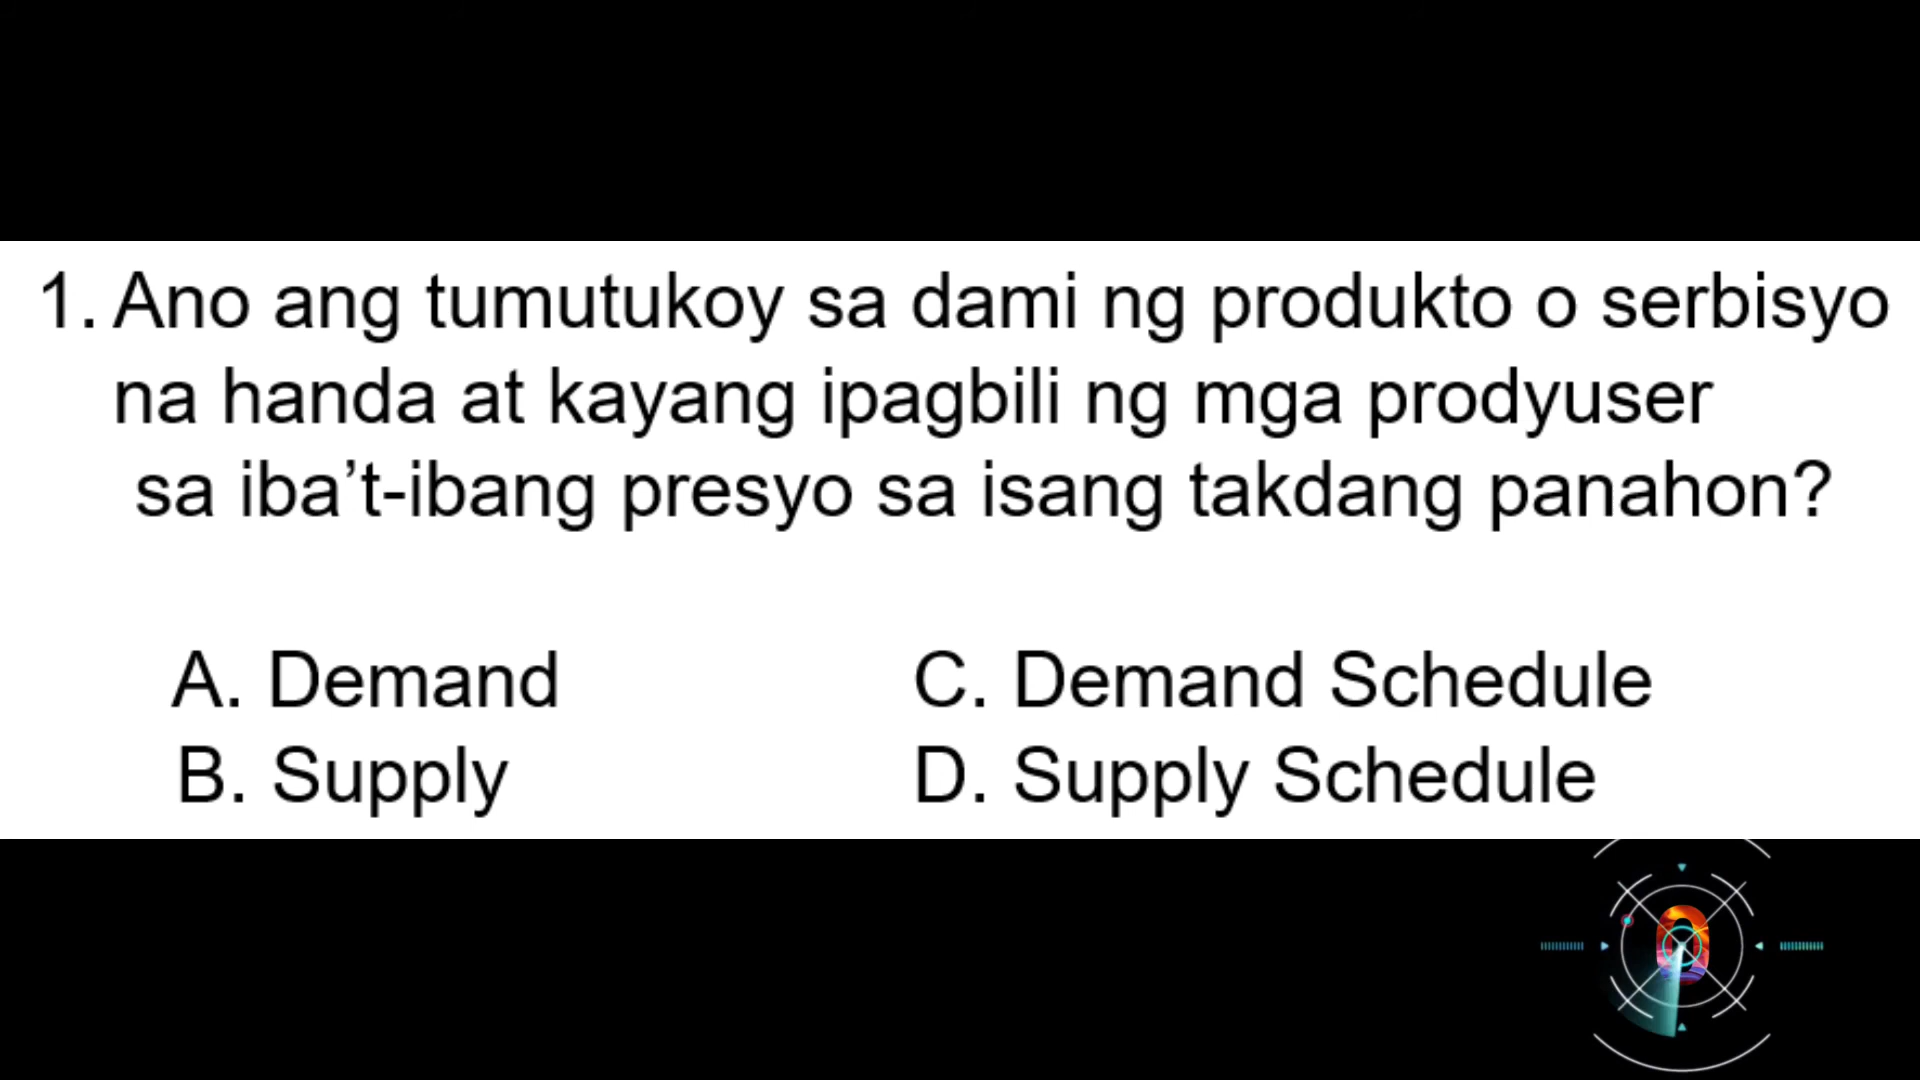 1. Ano ang tumutukoy sa dami ng produkto o serbisyo
na handa at kayang ipagbili ng mga prodyuser
sa iba’t-ibang presyo sa isang takdang panahon?
A. Demand
B. Supply
C. Demand Schedule
D. Supply Schedule
0